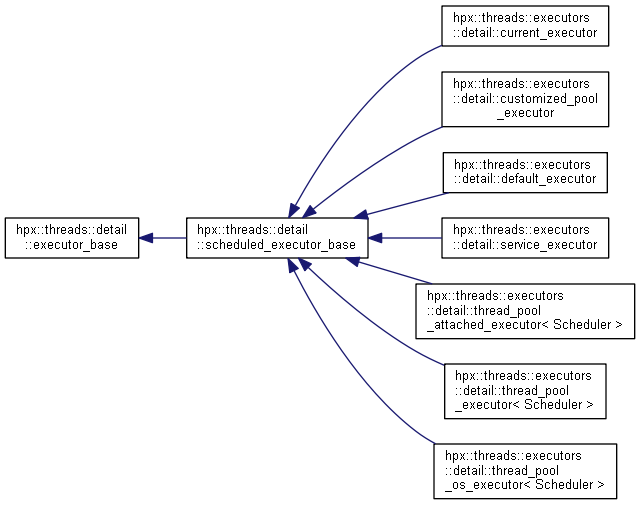 hpx::threads::executors
::detail::current_executor
hpx::threads::executors
::detail::customized_pool
_executor
hpx::threads::executors
::detail::default_executor
hpx::threads::detail
::executor_base
hpx::threads::detail
::scheduled_executor_base
hpx::threads::executors
::detail::service_executor
hpx::threads::executors
::detail::thread_pool
_attached_executor< Scheduler >
hpx::threads::executors
::detail::thread_pool
_executor< Scheduler >
hpx::threads::executors
::detail::thread_pool
_os_executor< Scheduler >